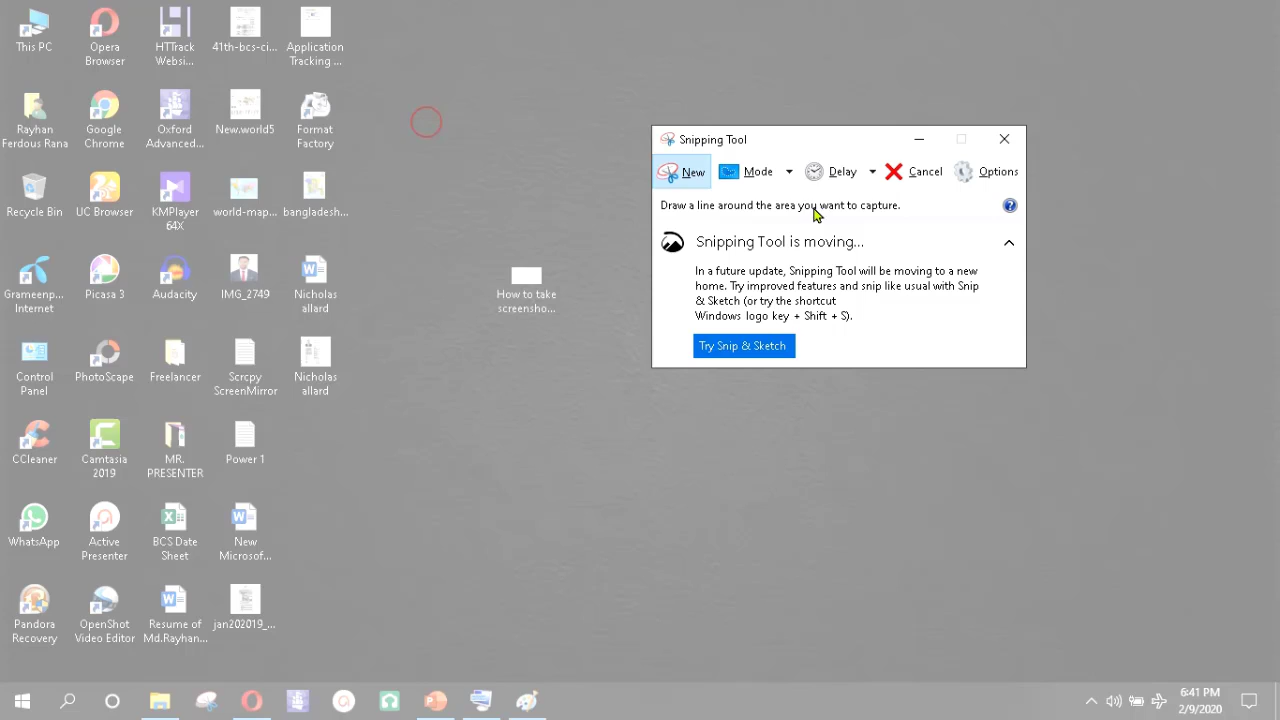 This PC
Opera
Browser
HTTrack
Websi...
41th-bcs-ci...
Application
Tracking ...
Rayhan
Ferdous Rana
Google
Chrome
Oxford
Advanced...
New.world5
Format
Factory
Recycle Bin
UC Browser
KMPlayer
64X
world-map...
bangladesh...
Grameenp...
Internet
Picasa 3
Audacity
IMG_2749
Nicholas
allard
Control
Panel
PhotoScape
Freelancer
Scrcpy
ScreenMirror
Nicholas
allard
CCleaner
Camtasia
2019
MR.
PRESENTER
Power 1
WhatsApp
Active
Presenter
BCS Date
Sheet
New
Microsof...
Pandora
Recovery
OpenShot
Video Editor
Resume of
Md.Rayhan...
jan202019_...
How to take
screensho...
Snipping Tool
New Mode Delay Cancel Options
Draw a line around the area you want to capture.
Snipping Tool is moving...
In a future update, Snipping Tool will be moving to a new
home. Try improved features and snip like usual with Snip
& Sketch (or try the shortcut
Windows logo key + Shift + S).
Try Snip & Sketch
6:41 PM
2/9/2020